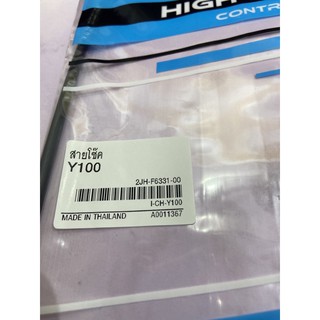 HIGH
CONTR
สายโช๊ค
Y100
2JH-F6331-00
I-CH-Y100
MADE IN THAILAND A0011367